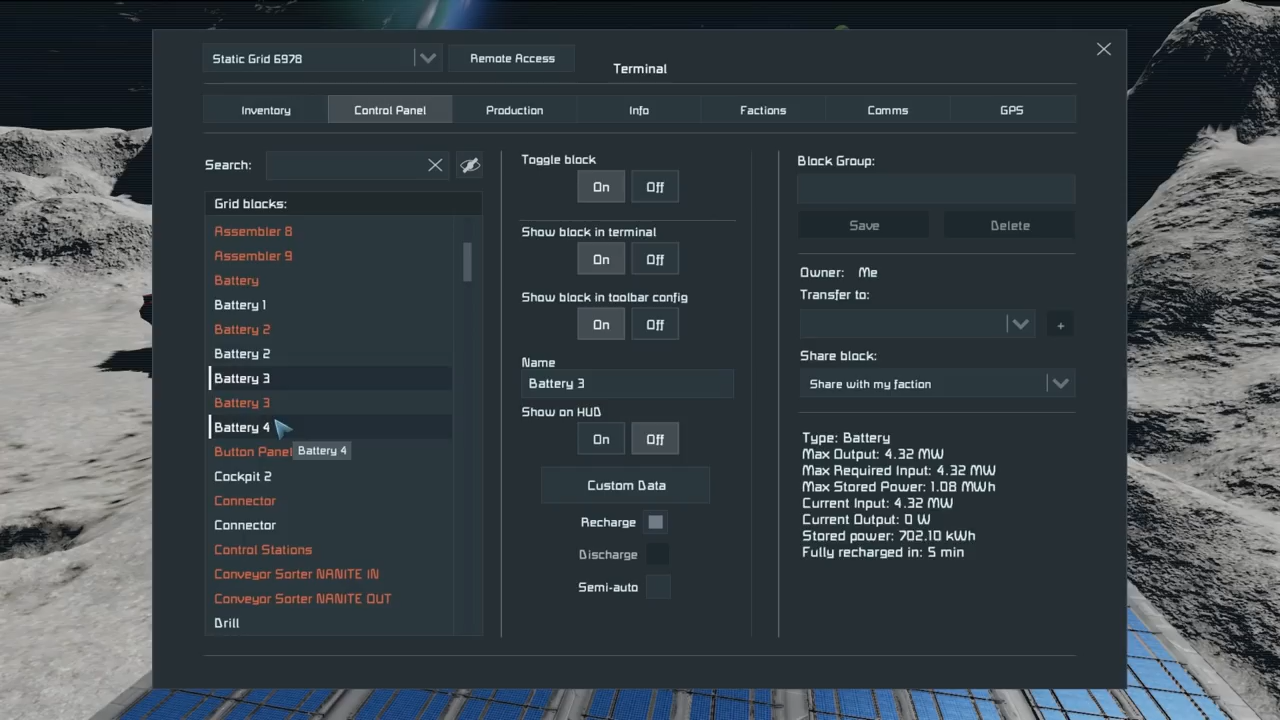 Static Grid 6978
Remote Access
Terminal
Inventory
Control Panel
Production
Info
Factions
Comms
GPS
Search:
Grid blocks:
Assembler 8
Assembler 9
Battery
Battery 1
Battery 2
Battery 2
Battery 3
Battery 3
Battery 4
Battery 4
Button Panel
Cockpit 2
Connector
Connector
Control Stations
Conveyor Sorter NANITE IN
Conveyor Sorter NANITE OUT
Drill
Toggle block
On Off
Show block in terminal
On Off
Show block in toolbar config
On Off
Name
Battery 3
Show on HUD
On Off
Custom Data
Recharge
Discharge
Semi-auto
Block Group:
Save Delete
Owner: Me
Transfer to:
+
Share block:
Share with my faction
Type: Battery
Max Output: 4.32 MW
Max Required Input: 4.32 MW
Max Stored Power: 1.08 MWh
Current Input: 4.32 MW
Current Output: 0 W
Stored power: 702.10 kWh
Fully recharged in: 5 min